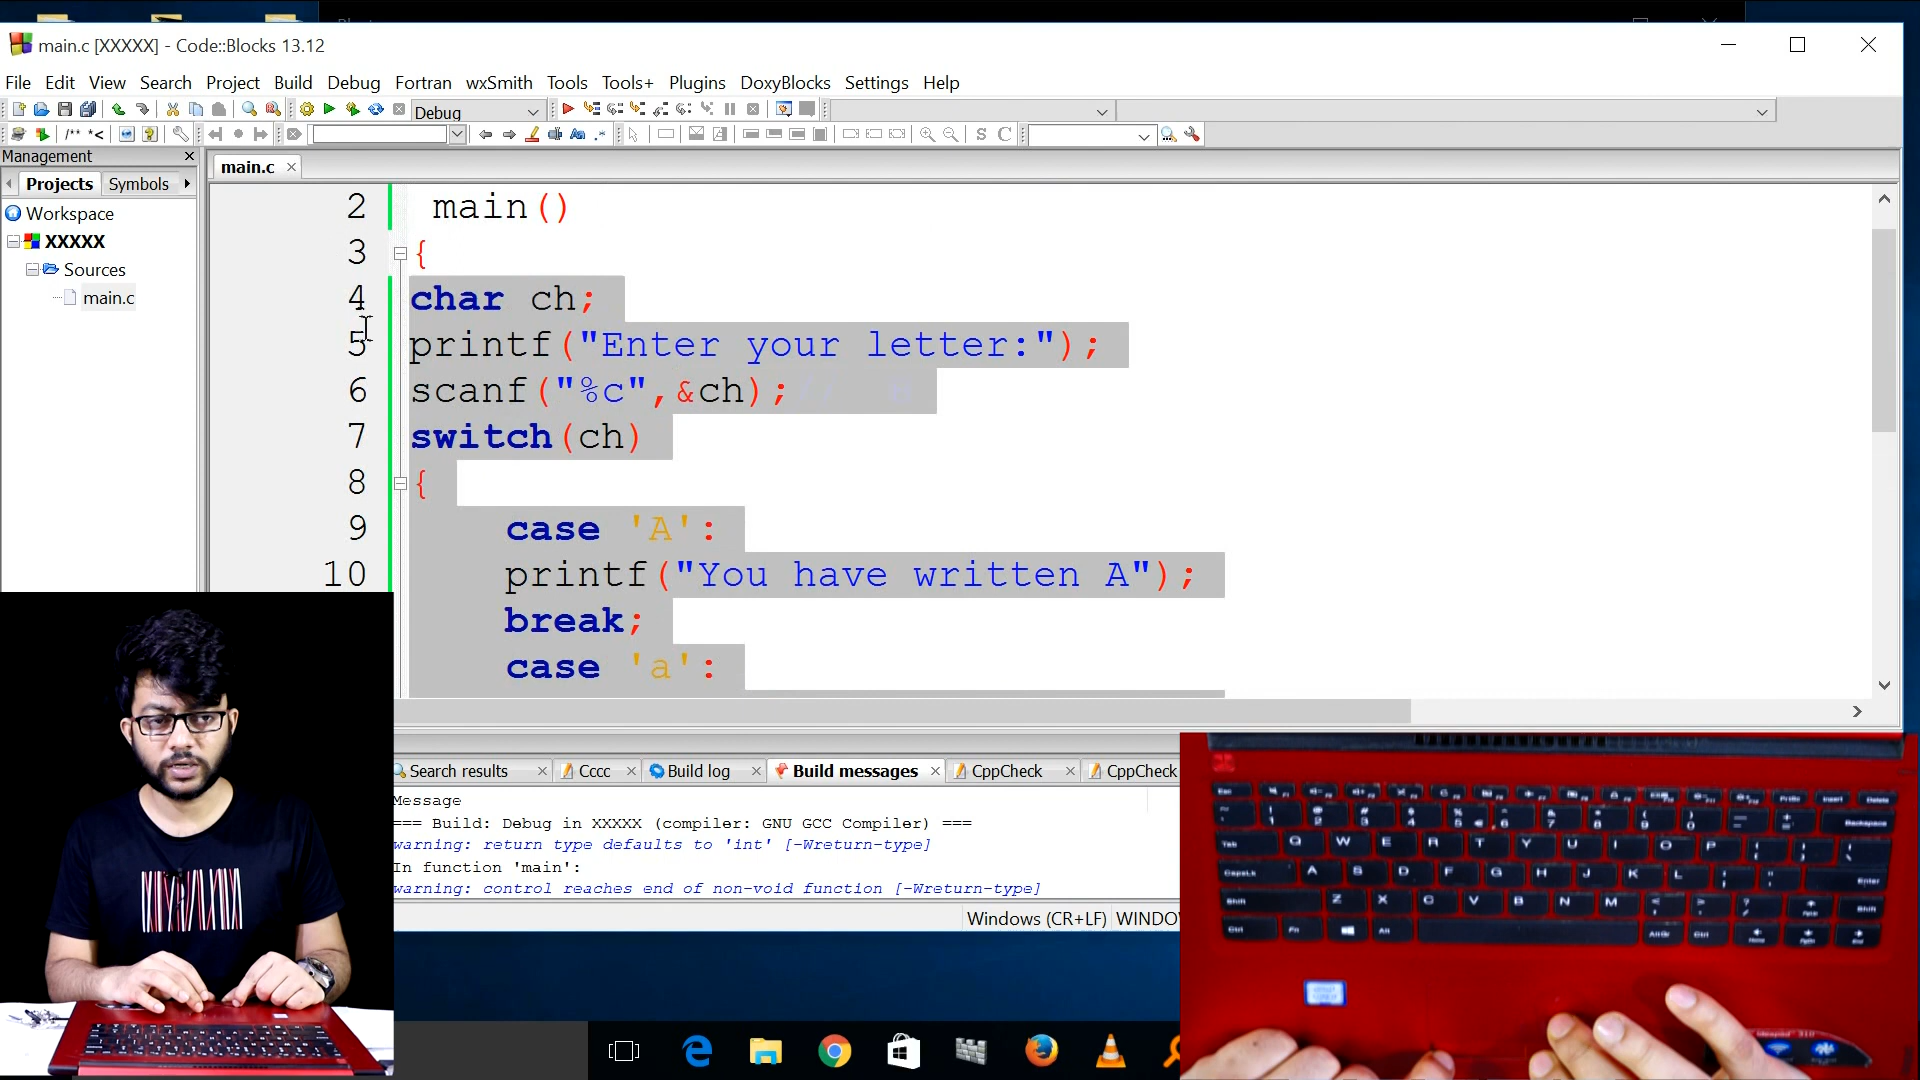 main.c [XXXXX] - Code::Blocks 13.12
File Edit View Search Project Build Debug Fortran wxSmith Tools Tools+ Plugins DoxyBlocks Settings Help
Debug
Management
Projects Symbols
main.c
Workspace
XXXXX
Sources
main.c
2 main()
3 {
4 char ch;
5 printf("Enter your letter:");
6 scanf("%c",&ch);//
7 switch(ch)
8 {
9 case 'A':
10 printf("You have written A");
break;
case 'a':
Search results Cccc Build log Build messages CppCheck CppCheck
Message
=== Build: Debug in XXXXX (compiler: GNU GCC Compiler) ===
warning: return type defaults to 'int' [-Wreturn-type]
In function 'main':
warning: control reaches end of non-void function [-Wreturn-type]
Windows (CR+LF) WINDO
Q W E R T Y U I O P
A S D F G H J K L
Z X C V B N M